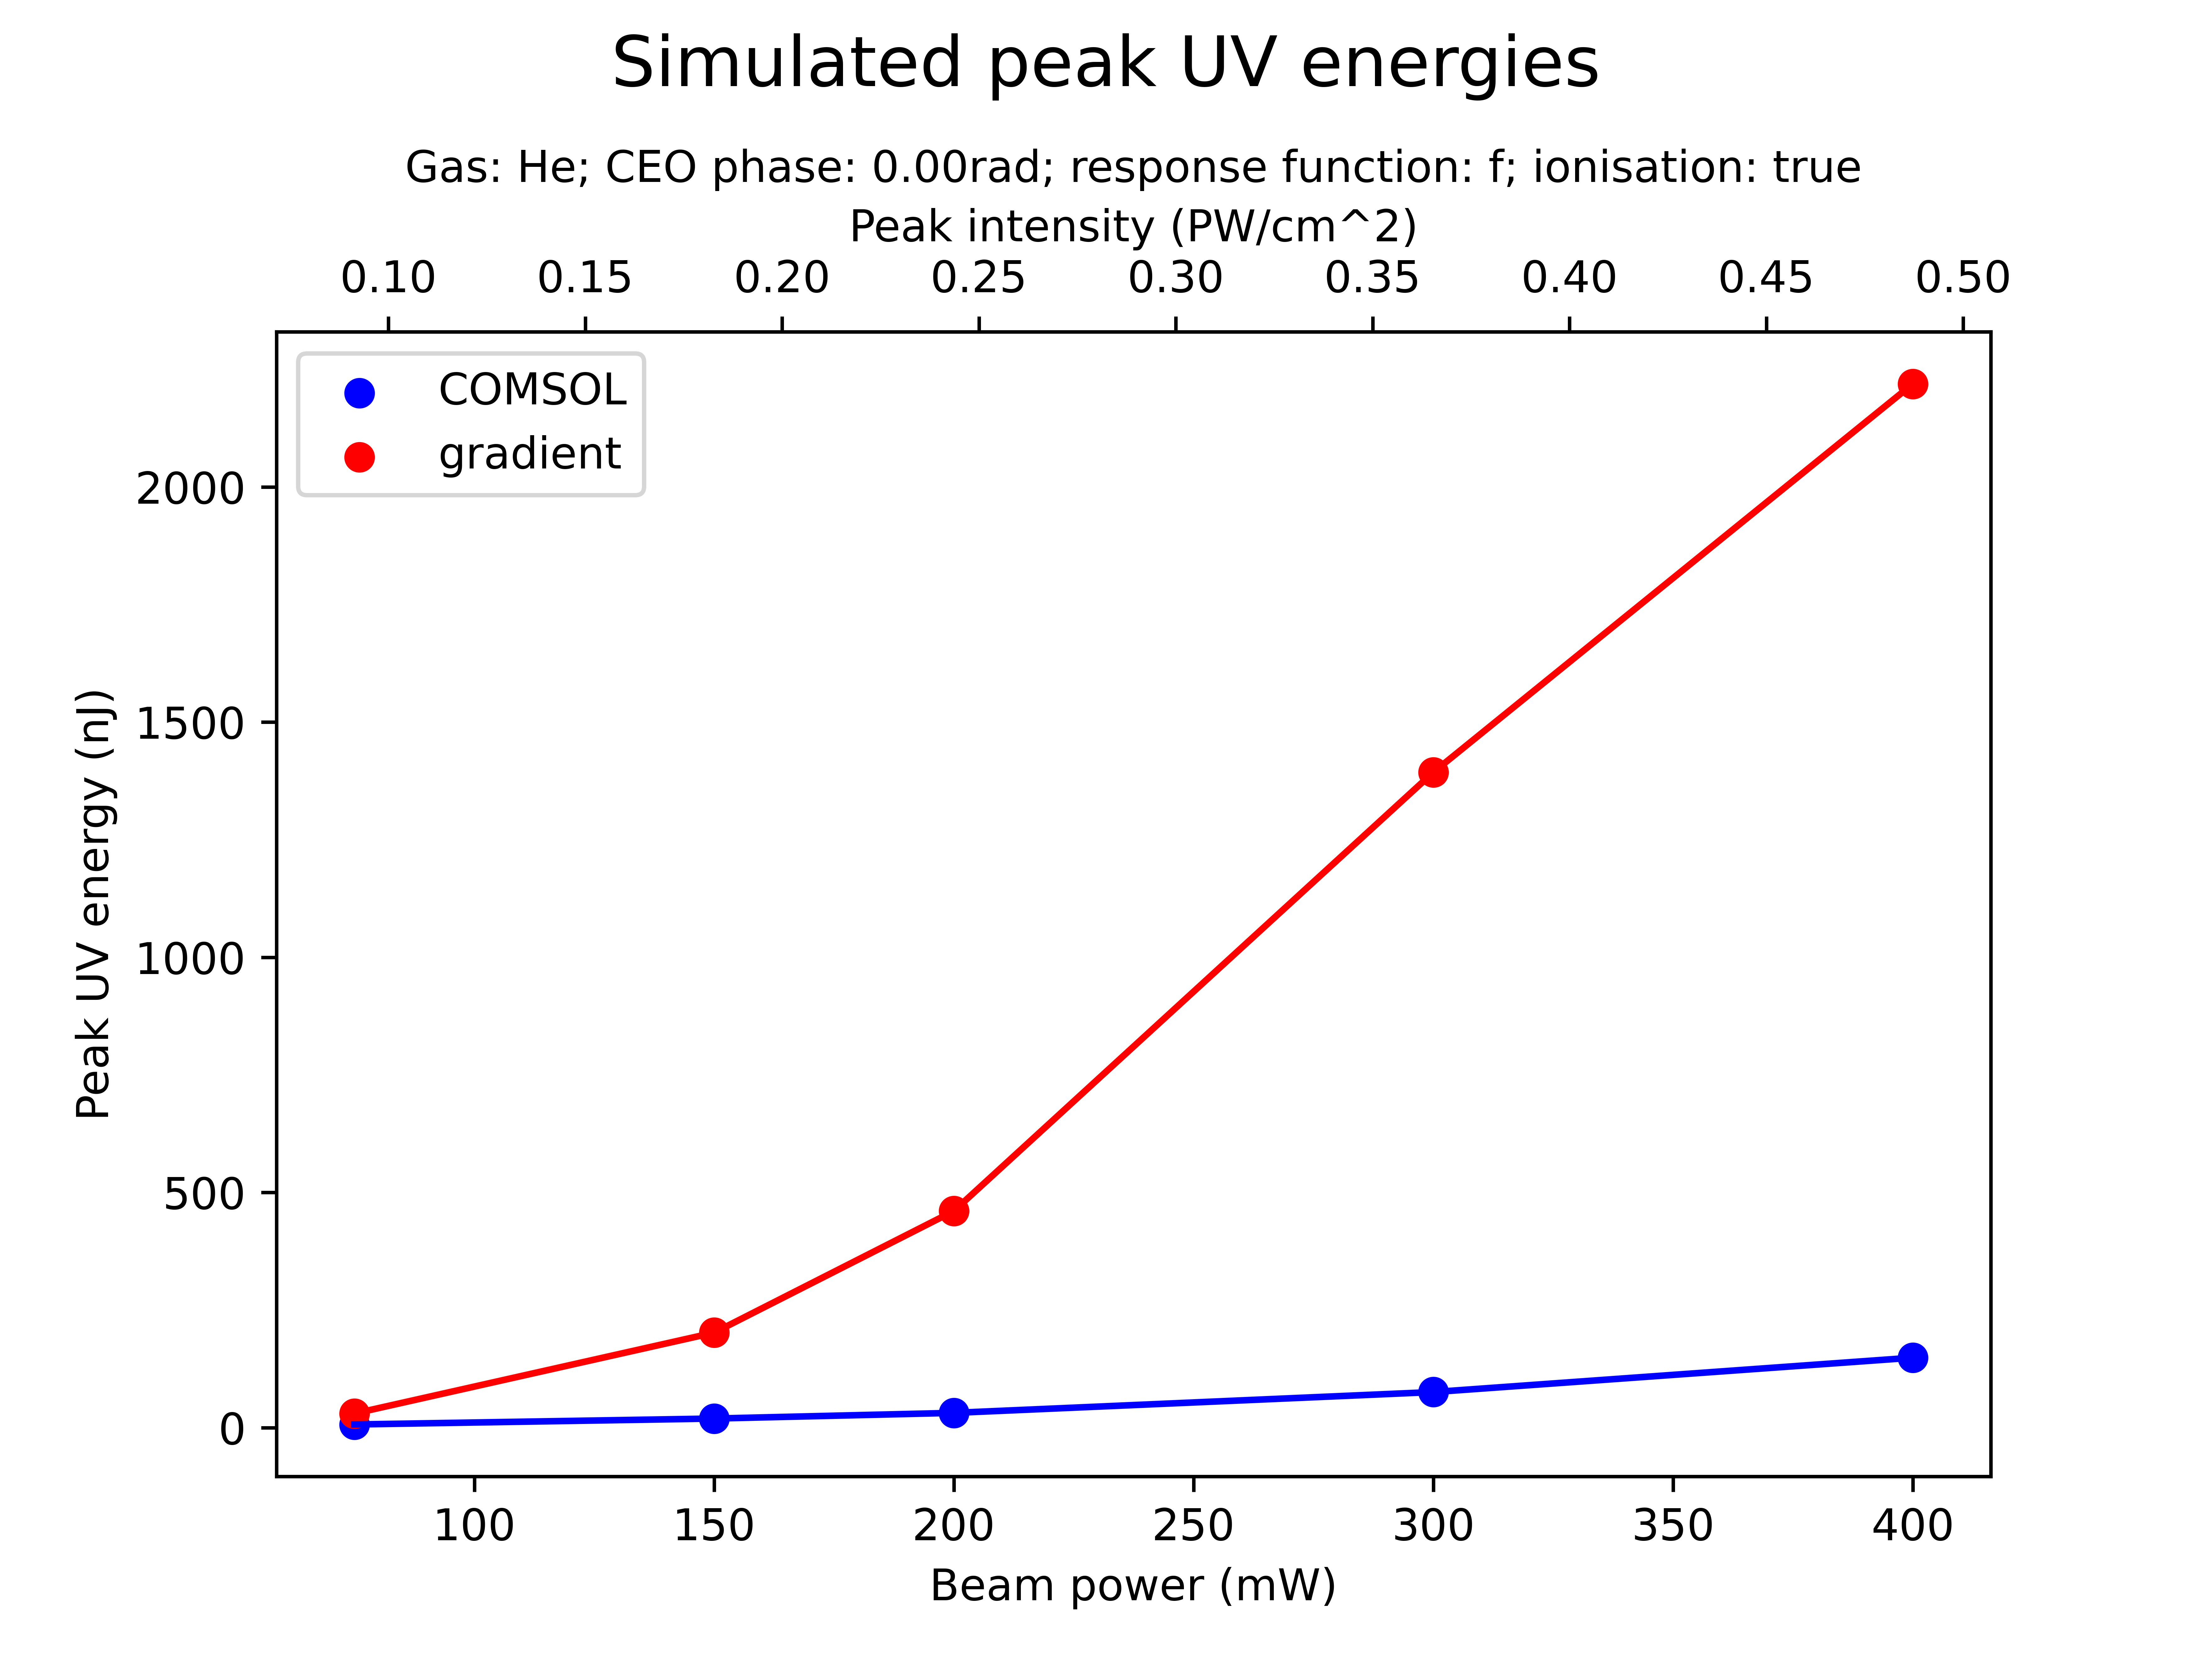 Simulated peak UV energies
Gas: He; CEO phase: 0.00rad; response function: f; ionisation: true
Peak intensity (PW/cm^2)
0.10 0.15 0.20 0.25 0.30 0.35 0.40 0.45 0.50
COMSOL
gradient
2000
1500
1000
500
0
Peak UV energy (nJ)
100 150 200 250 300 350 400
Beam power (mW)